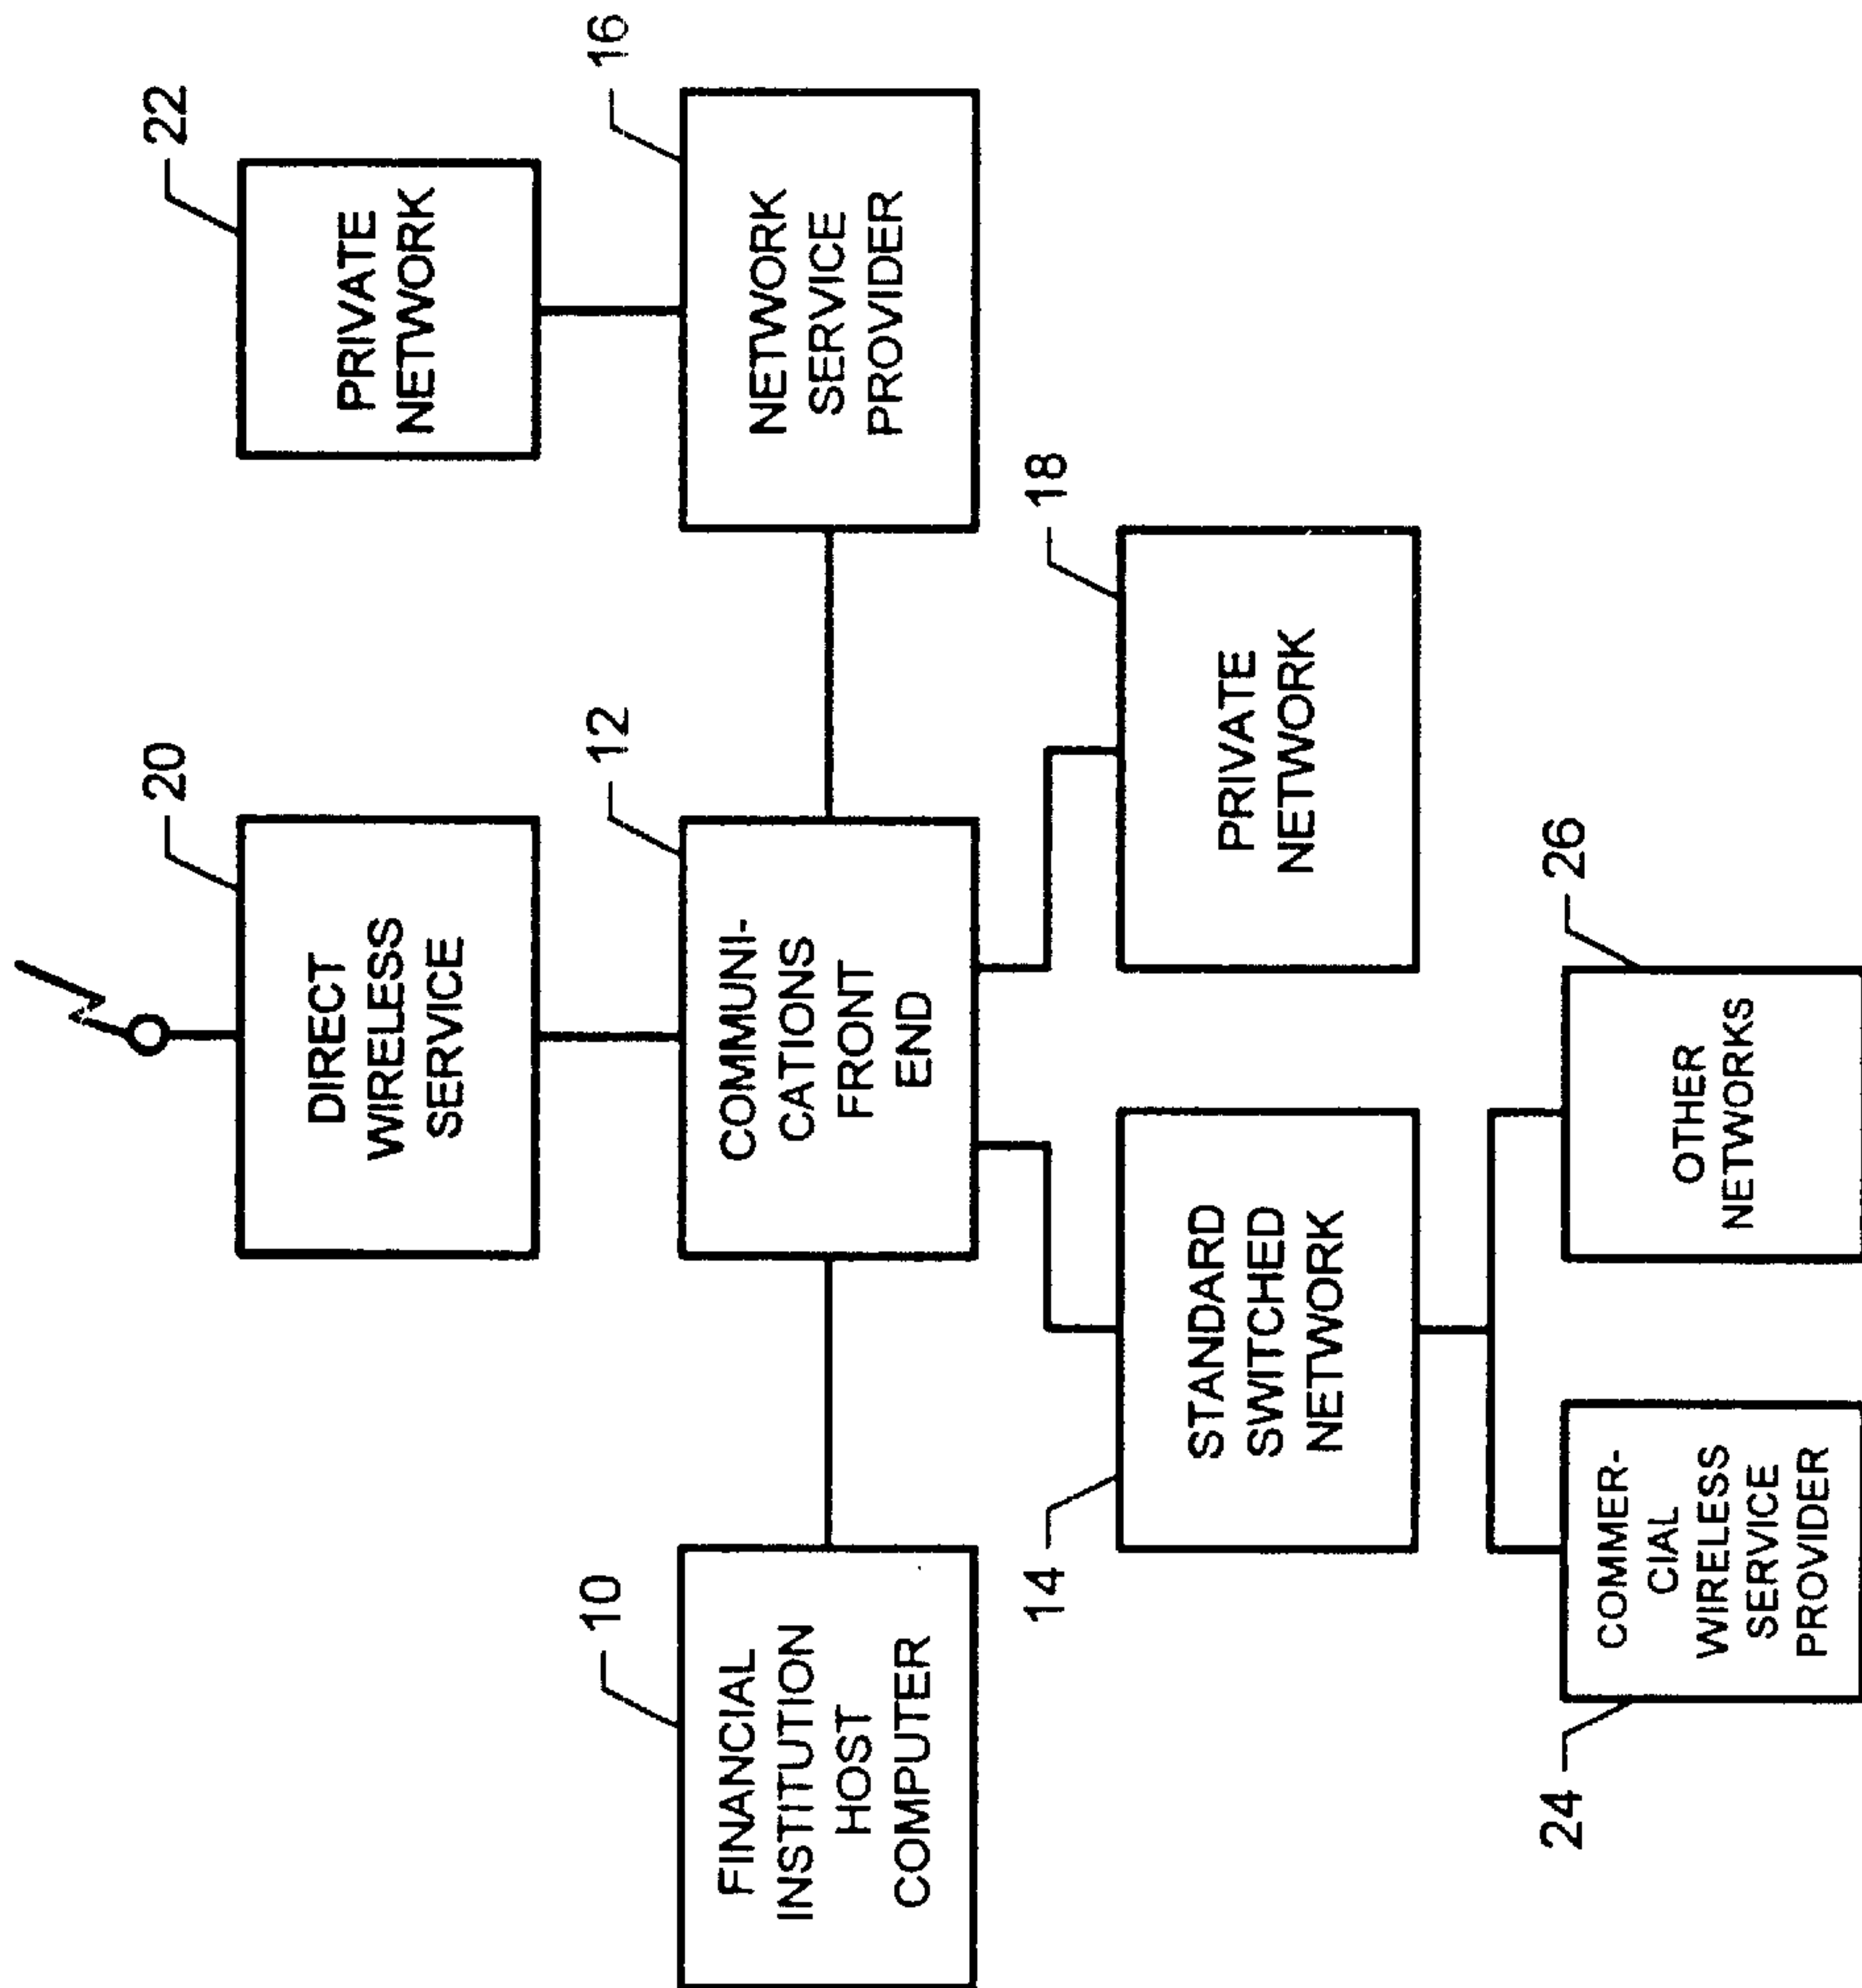 20
DIRECT
WIRELESS
SERVICE
22
PRIVATE
NETWORK
10
FINANCIAL
INSTITUTION
HOST
COMPUTER
12
COMMUNI-
CATIONS
FRONT
END
16
NETWORK
SERVICE
PROVIDER
14
STANDARD
SWITCHED
NETWORK
18
PRIVATE
NETWORK
24
COMMER-
CIAL
WIRELESS
SERVICE
PROVIDER
26
OTHER
NETWORKS